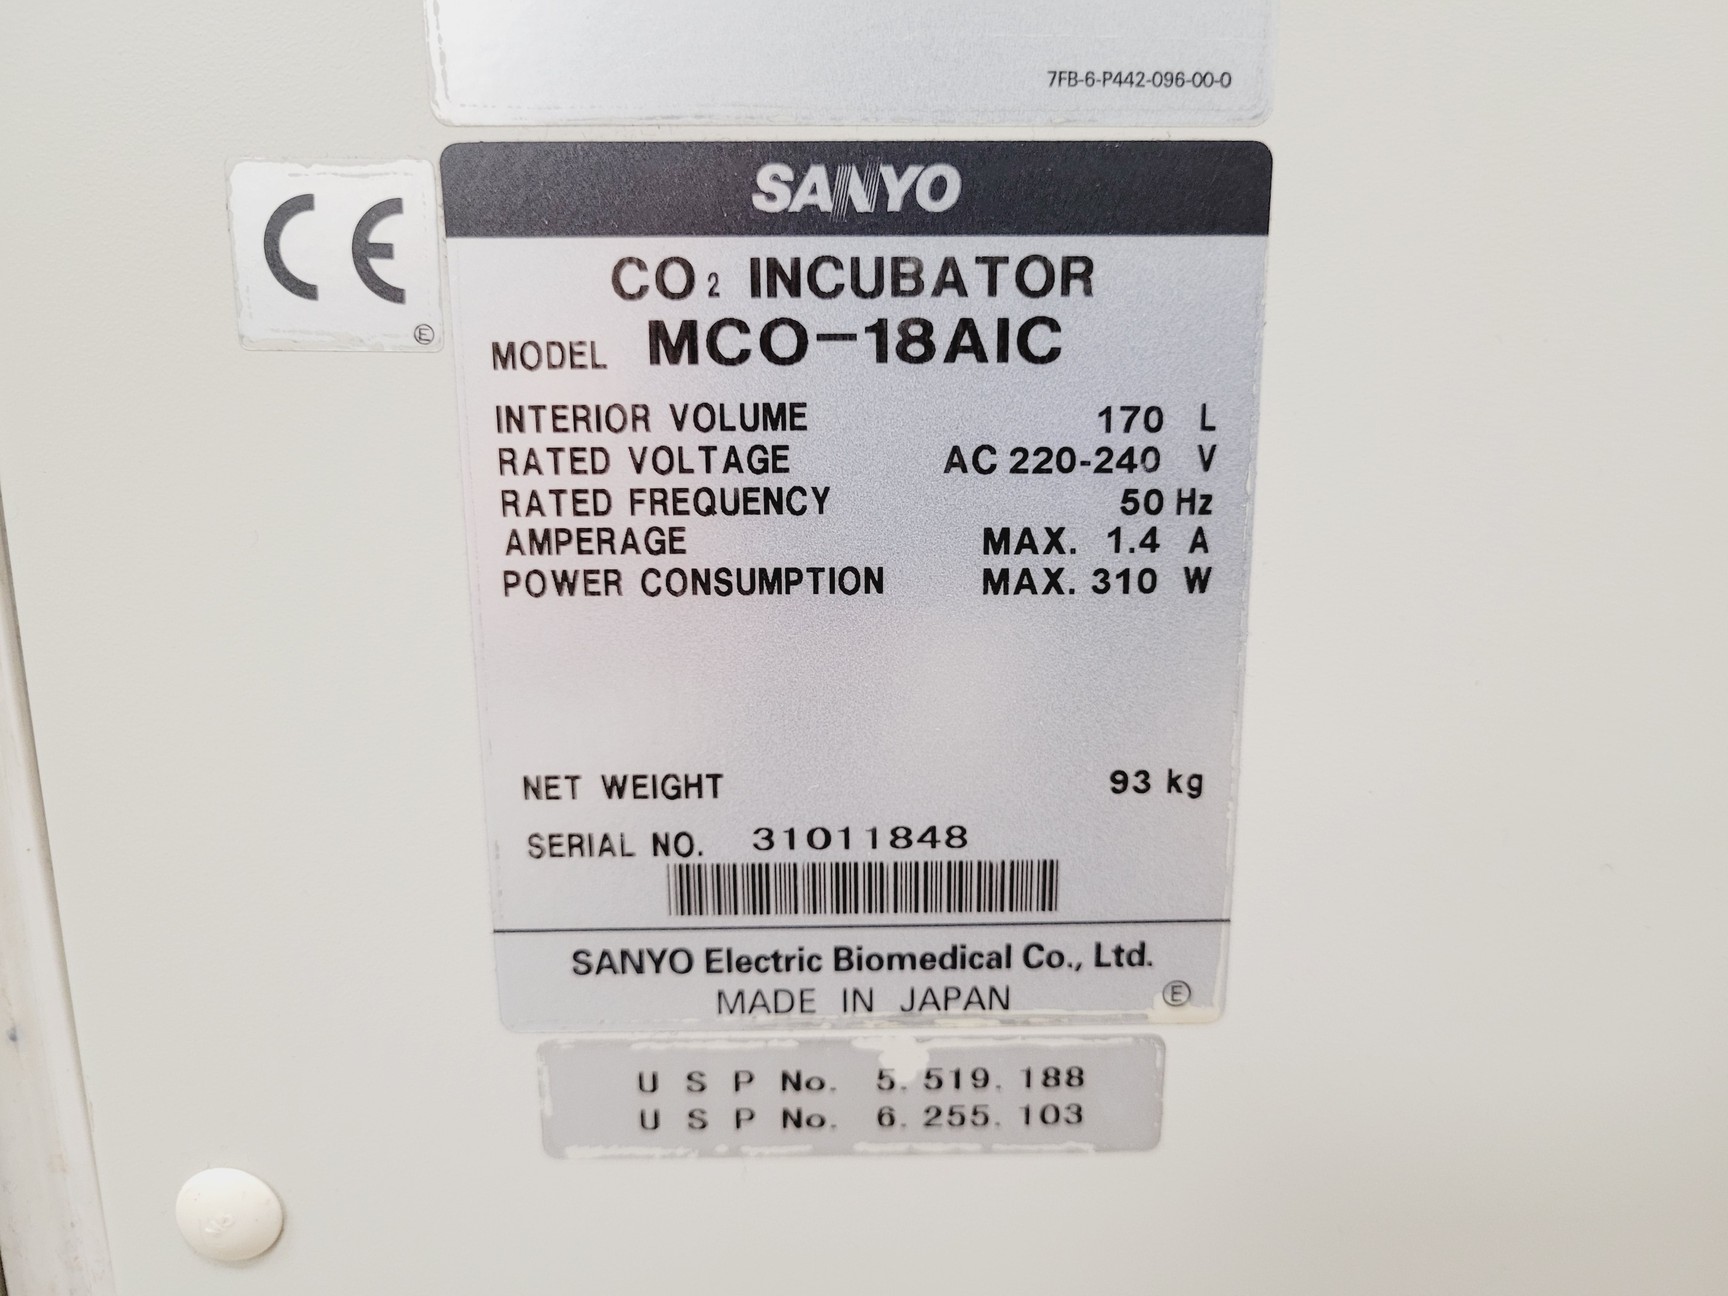 7FB-6-P442-096-00-0
SANYO
CE
Ⓔ
CO₂ INCUBATOR
MODEL MCO-18AIC
INTERIOR VOLUME 170 L
RATED VOLTAGE AC 220-240 V
RATED FREQUENCY 50 Hz
AMPERAGE MAX. 1.4 A
POWER CONSUMPTION MAX. 310 W
NET WEIGHT 93 kg
SERIAL NO. 31011848
SANYO Electric Biomedical Co., Ltd.
MADE IN JAPAN Ⓔ
U S P No. 5. 519. 188
U S P No. 6. 255. 103